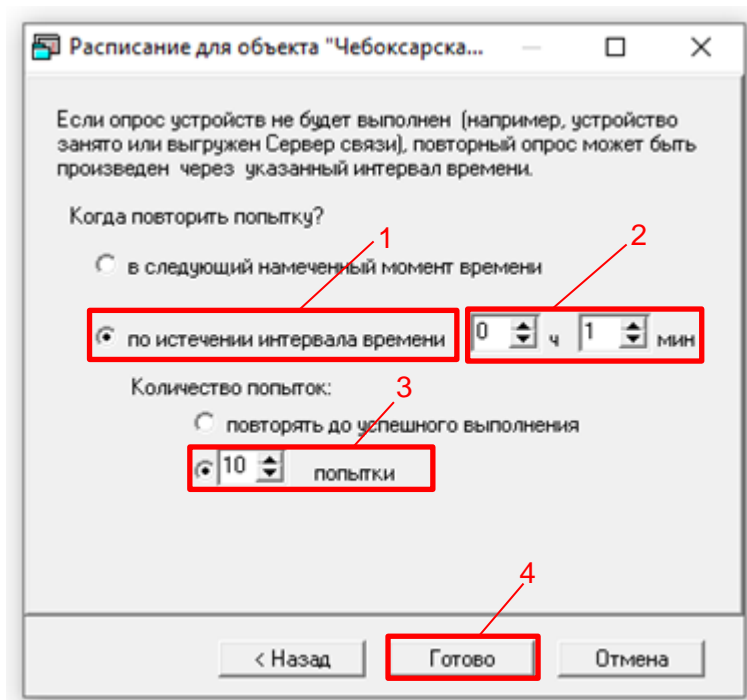 Расписание для объекта "Чебоксарска...
Если опрос устройств не будет выполнен (например, устройство
занято или выгружен Сервер связи), повторный опрос может быть
произведен через указанный интервал времени.
Когда повторить попытку?
1
2
в следующий намеченный момент времени
по истечении интервала времени 0 ч 1 мин
Количество попыток:
3
повторять до успешного выполнения
10 попытки
4
< Назад Готово Отмена